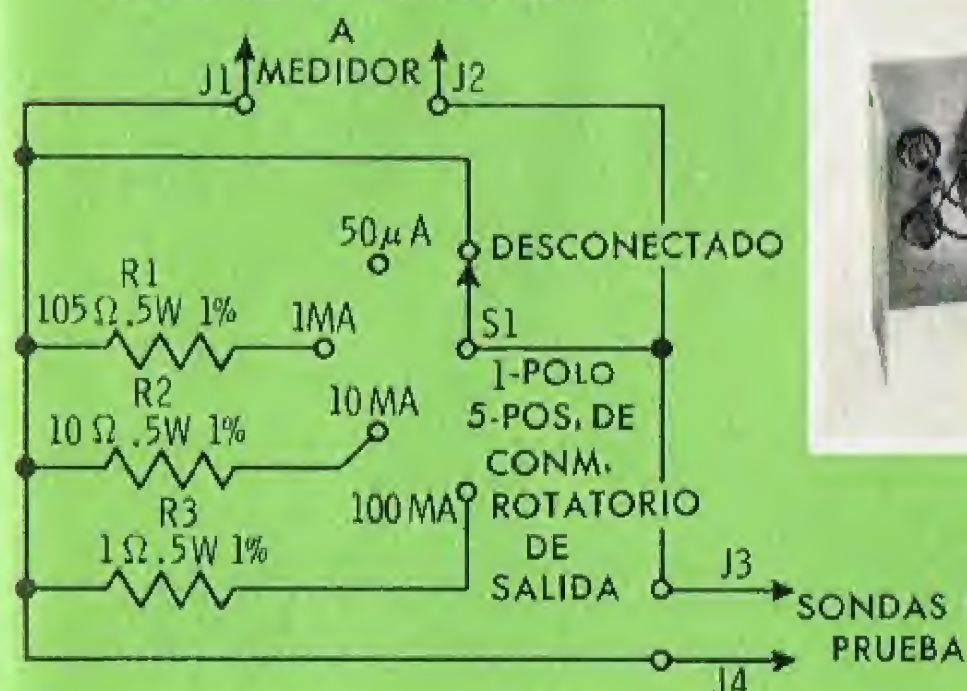 A
J1 MEDIDOR J2
50μA
DESCONECTADO
R1
105Ω.5W 1%
1MA
S1
1-POLO
5-POS. DE
CONM.
ROTATORIO
DE
SALIDA
R2
10Ω.5W 1%
10 MA
R3
1Ω.5W 1%
100 MA
J3
SONDAS
PRUEBA
J4